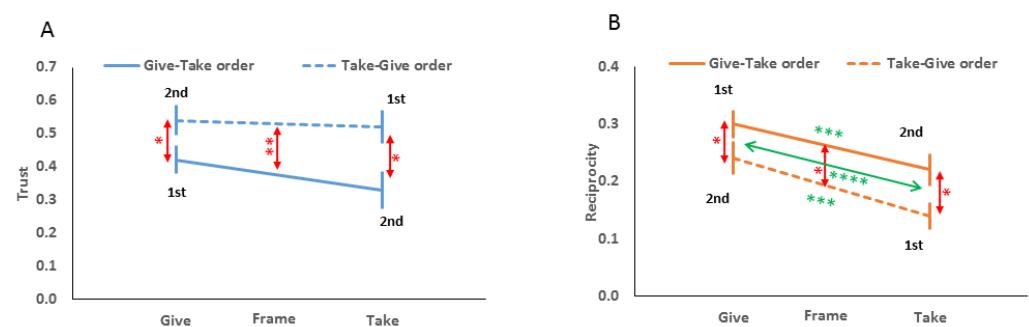 A
0.7
Give-Take order
Take-Give order
0.6
0.5
0.4
0.3
0.2
0.1
0.0
Trust
2nd
1st
1st
2nd
*
**
*
Give
Frame
Take
B
0.4
Give-Take order
Take-Give order
0.3
0.2
0.1
0.0
Reciprocity
1st
2nd
2nd
1st
*
***
*
****
***
*
Give
Frame
Take